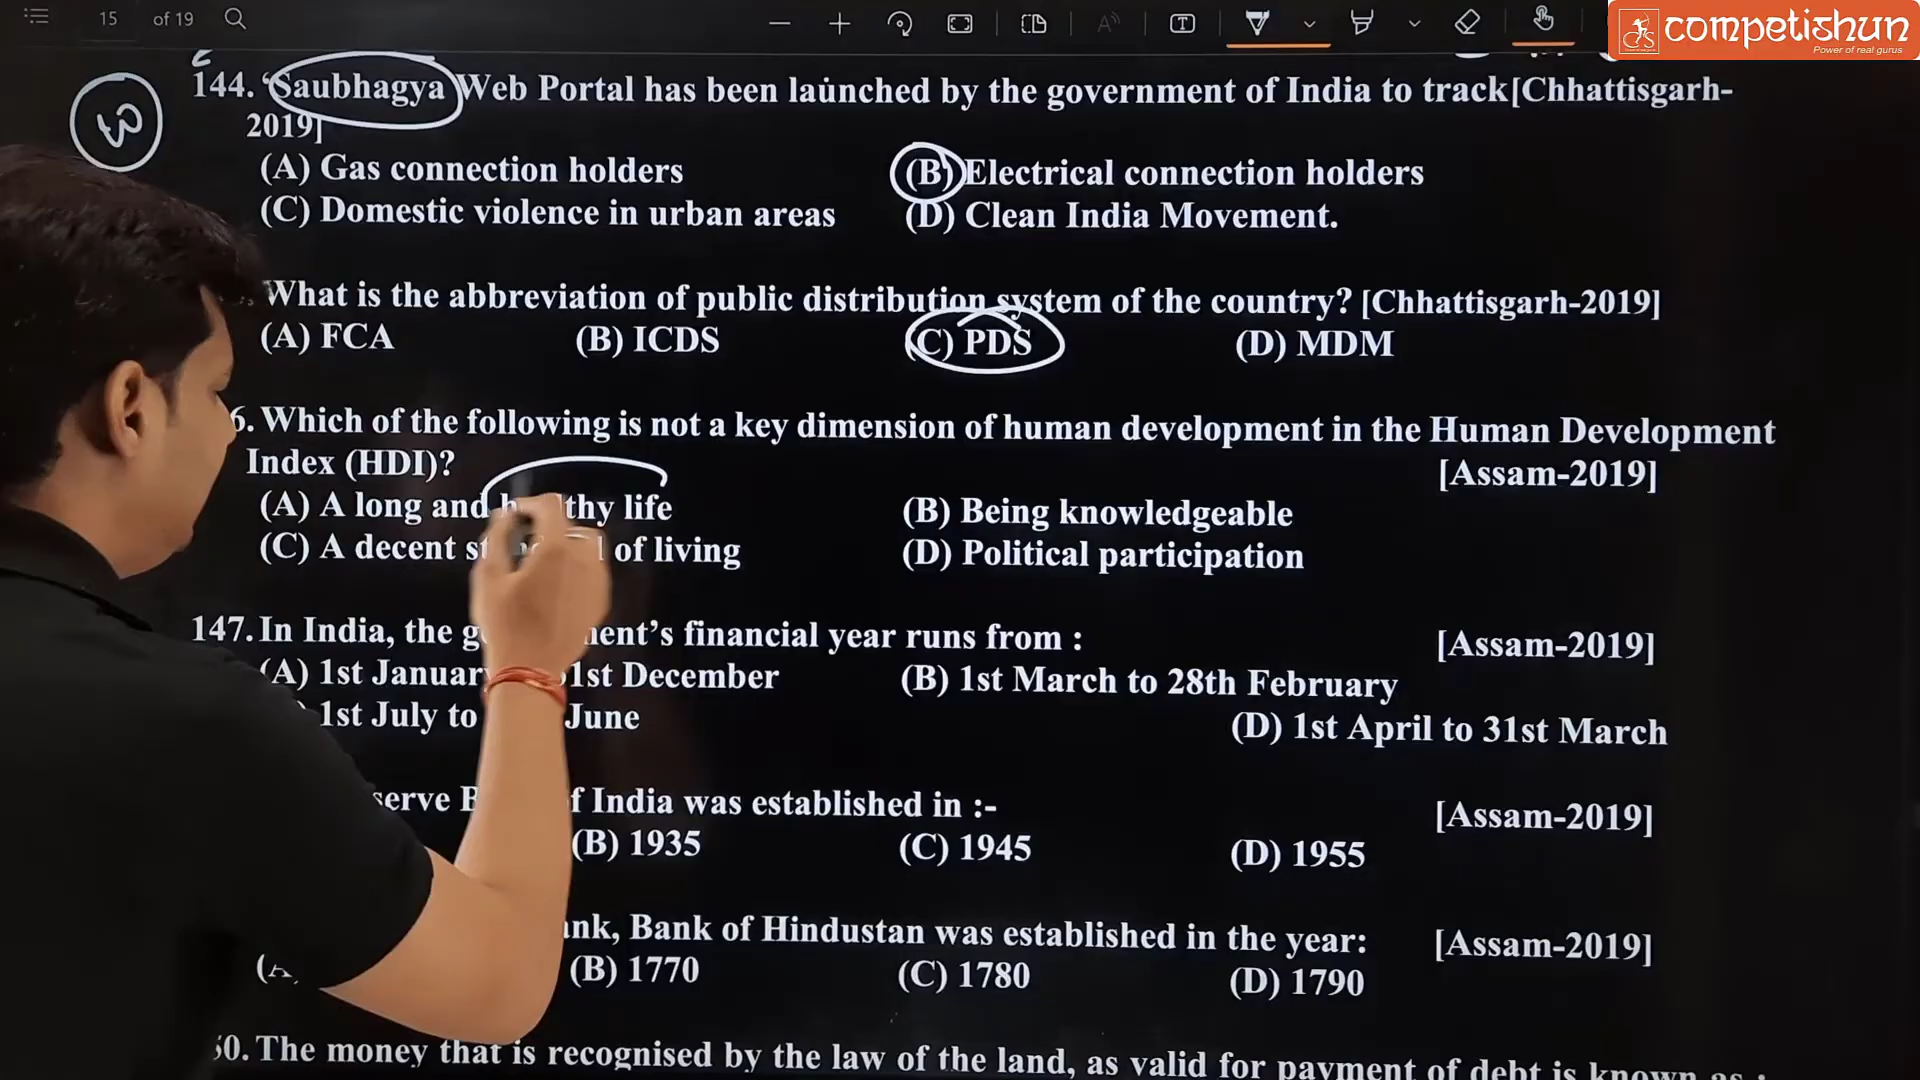 15 of 19
competishun
Power of real gurus
144. 'Saubhagya Web Portal has been launched by the government of India to track[Chhattisgarh-
2019]
(A) Gas connection holders (B) Electrical connection holders
(C) Domestic violence in urban areas (D) Clean India Movement.
What is the abbreviation of public distribution system of the country? [Chhattisgarh-2019]
(A) FCA (B) ICDS (C) PDS (D) MDM
6. Which of the following is not a key dimension of human development in the Human Development
Index (HDI)? [Assam-2019]
(A) A long and life (B) Being knowledgeable
(C) A decent of living (D) Political participation
147. In India, the financial year runs from : [Assam-2019]
(A) 1st January 1st December (B) 1st March to 28th February
1st July to June (D) 1st April to 31st March
of India was established in :- [Assam-2019]
(B) 1935 (C) 1945 (D) 1955
Bank of Hindustan was established in the year: [Assam-2019]
(B) 1770 (C) 1780 (D) 1790
50. The money that is recognised by the law of the land, as valid for payment of debt is known as :